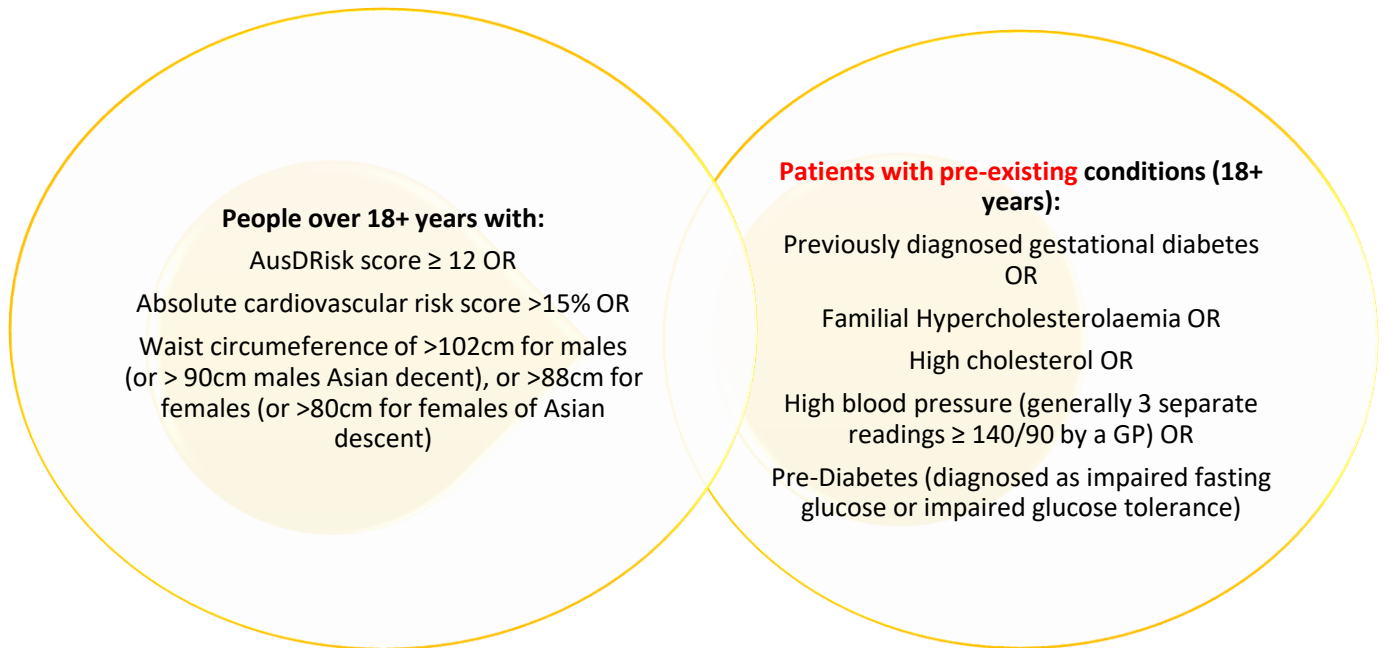 People over 18+ years with:
AusDRisk score ≥ 12 OR
Absolute cardiovascular risk score >15% OR
Waist circumeference of >102cm for males
(or > 90cm males Asian decent), or >88cm for
females (or >80cm for females of Asian
descent)
Patients with pre-existing conditions (18+
years):
Previously diagnosed gestational diabetes
OR
Familial Hypercholesterolaemia OR
High cholesterol OR
High blood pressure (generally 3 separate
readings ≥ 140/90 by a GP) OR
Pre-Diabetes (diagnosed as impaired fasting
glucose or impaired glucose tolerance)